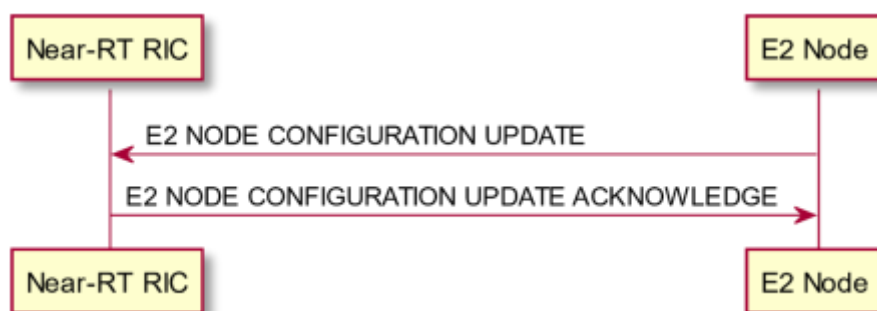 Near-RT RIC
E2 Node
E2 NODE CONFIGURATION UPDATE
E2 NODE CONFIGURATION UPDATE ACKNOWLEDGE
Near-RT RIC
E2 Node